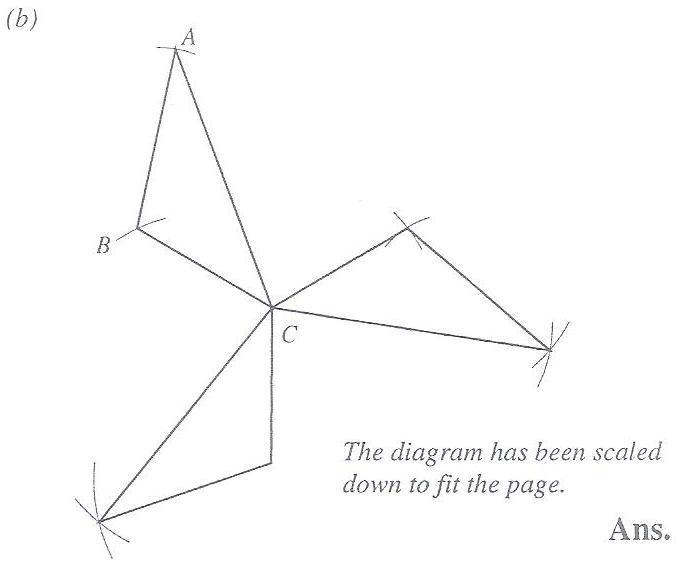 (b)
A
B
C
The diagram has been scaled
down to fit the page.
Ans.